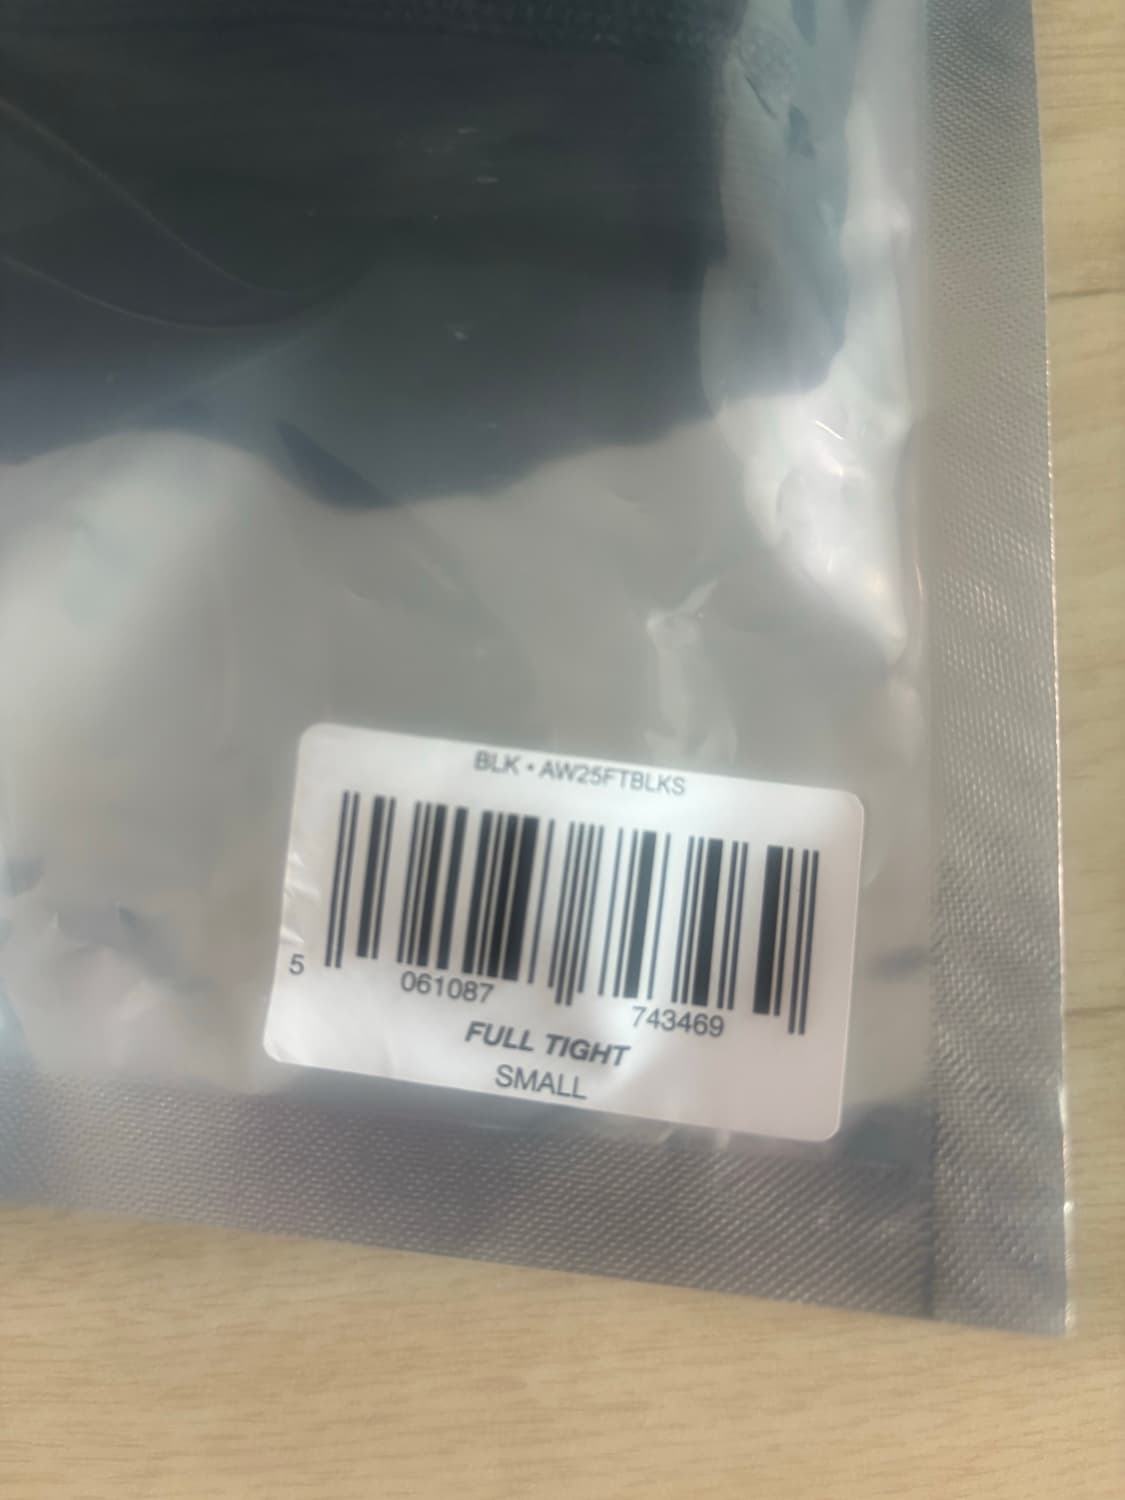 BLK • AW25FTBLKS
5 061087 743469
FULL TIGHT
SMALL